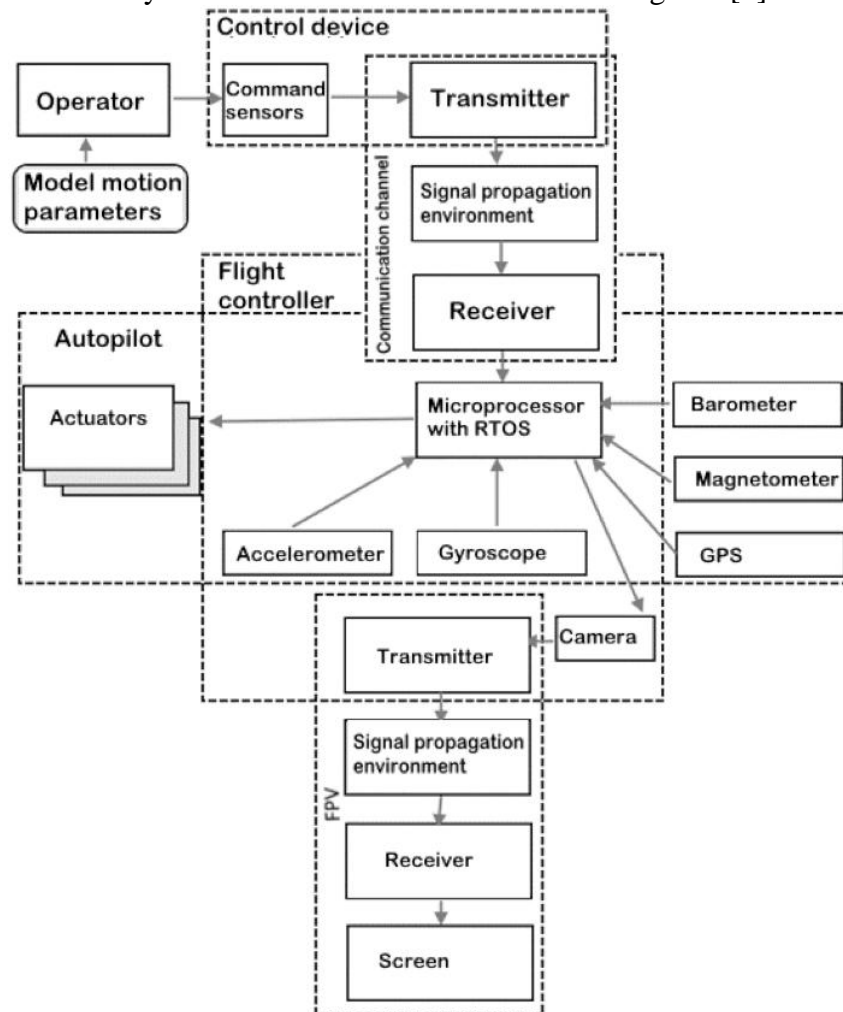 Control device
Operator
Command
sensors
Transmitter
Model motion
parameters
Communication channel
Signal propagation
environment
Flight
controller
Receiver
Autopilot
Actuators
Microprocessor
with RTOS
Barometer
Magnetometer
Accelerometer
Gyroscope
GPS
Camera
Transmitter
Signal propagation
environment
FPV
Receiver
Screen